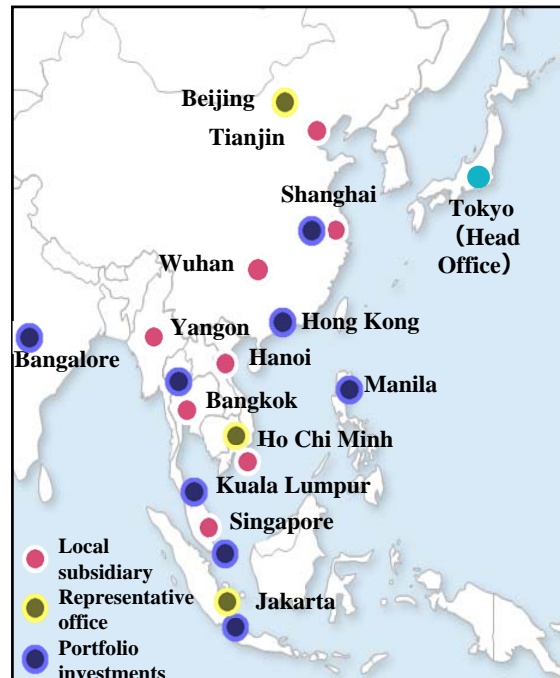 Beijing
Tianjin
Shanghai
Tokyo
（Head
Office）
Wuhan
Yangon
Hong Kong
Bangalore
Hanoi
Manila
Bangkok
Ho Chi Minh
Kuala Lumpur
Singapore
Local
subsidiary
Representative
office
Jakarta
Portfolio
investments